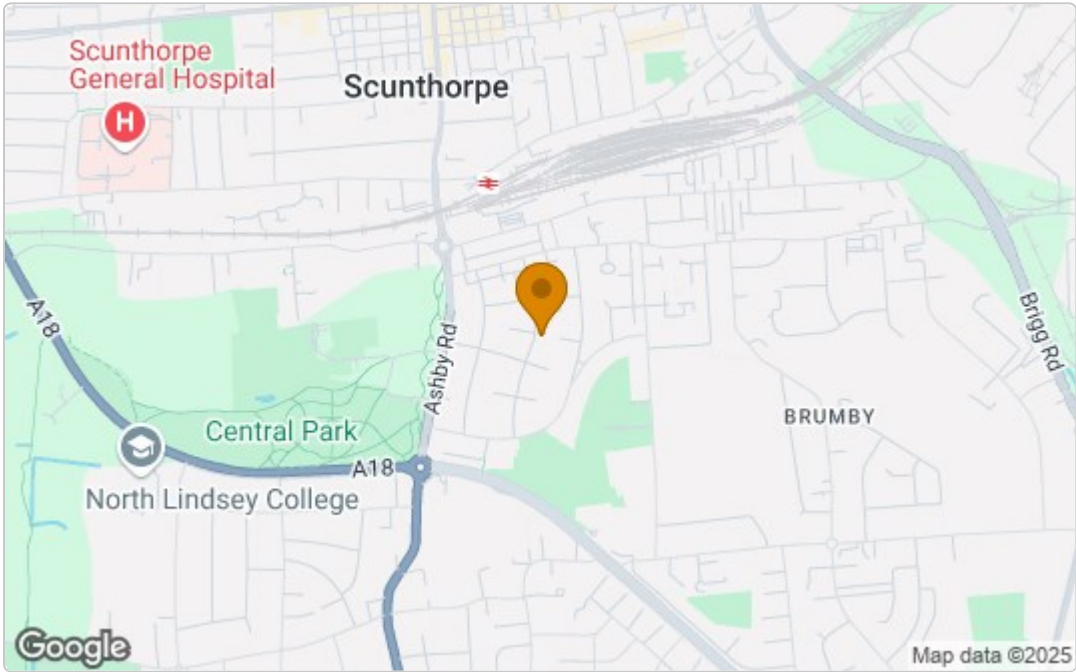 Scunthorpe
General Hospital
H
Scunthorpe
A18
Ashby Rd
Brigg Rd
BRUMBY
Central Park
A18
North Lindsey College
Google
Map data ©2025